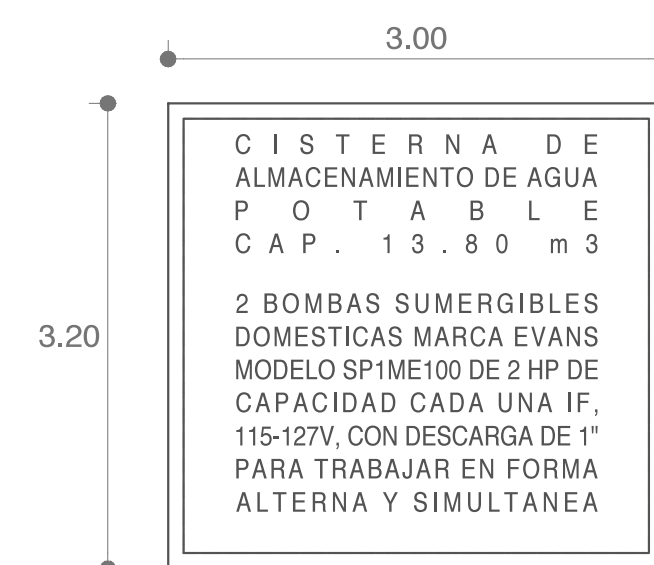 3.00
CISTERNA DE
ALMACENAMIENTO DE AGUA
POTABLE
CAP. 13.80 m3
2 BOMBAS SUMERGIBLES
3.20
DOMESTICAS MARCA EVANS
MODELO SP1ME100 DE 2 HP DE
CAPACIDAD CADA UNA IF,
115-127V, CON DESCARGA DE 1"
PARA TRABAJAR EN FORMA
ALTERNA Y SIMULTANEA